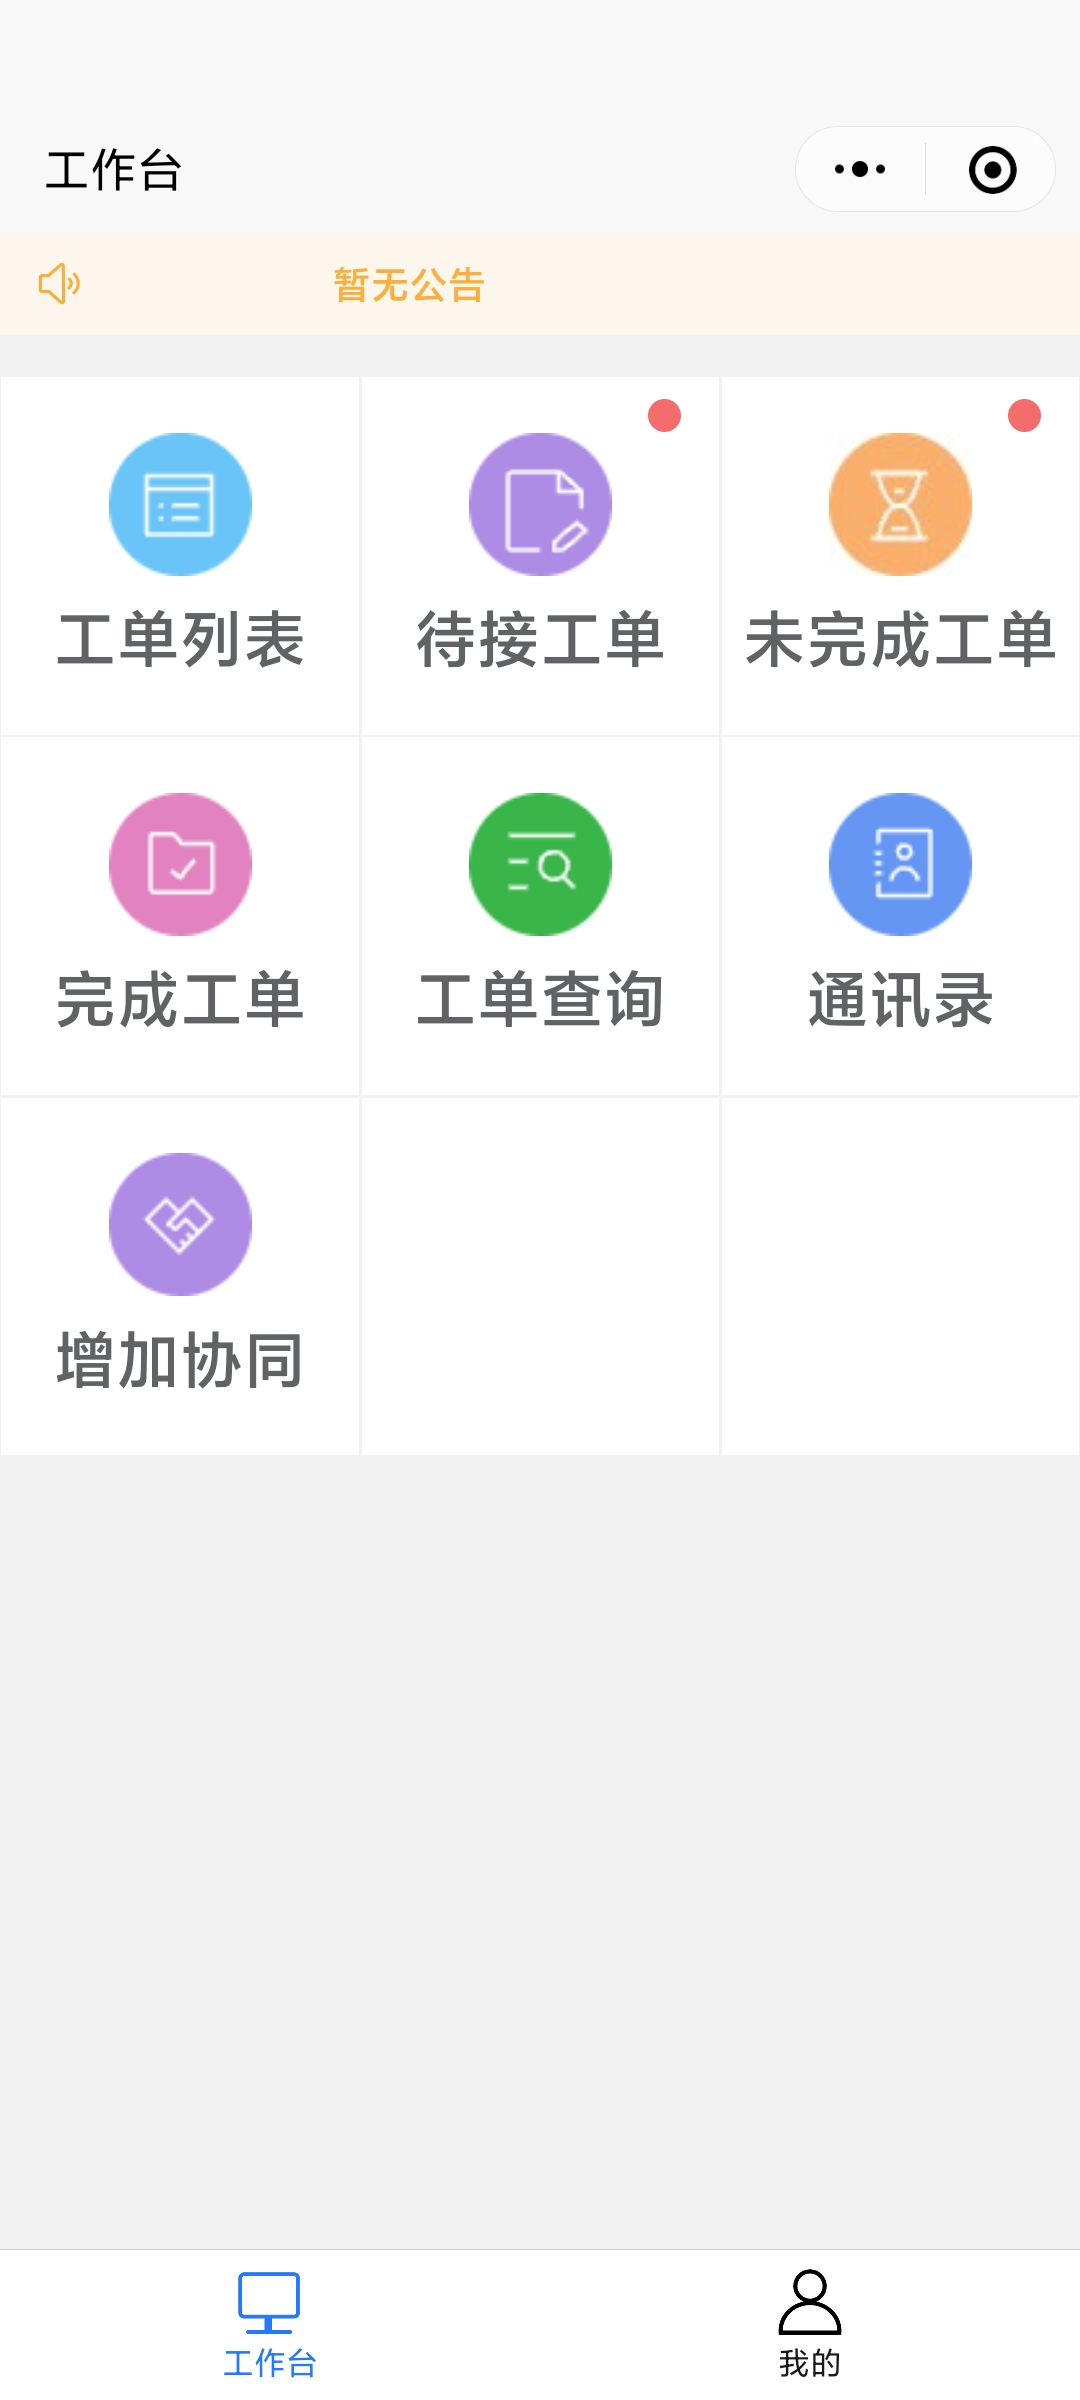 工作台
暂无公告
工单列表
待接工单
未完成工单
完成工单
工单查询
通讯录
增加协同
工作台
我的